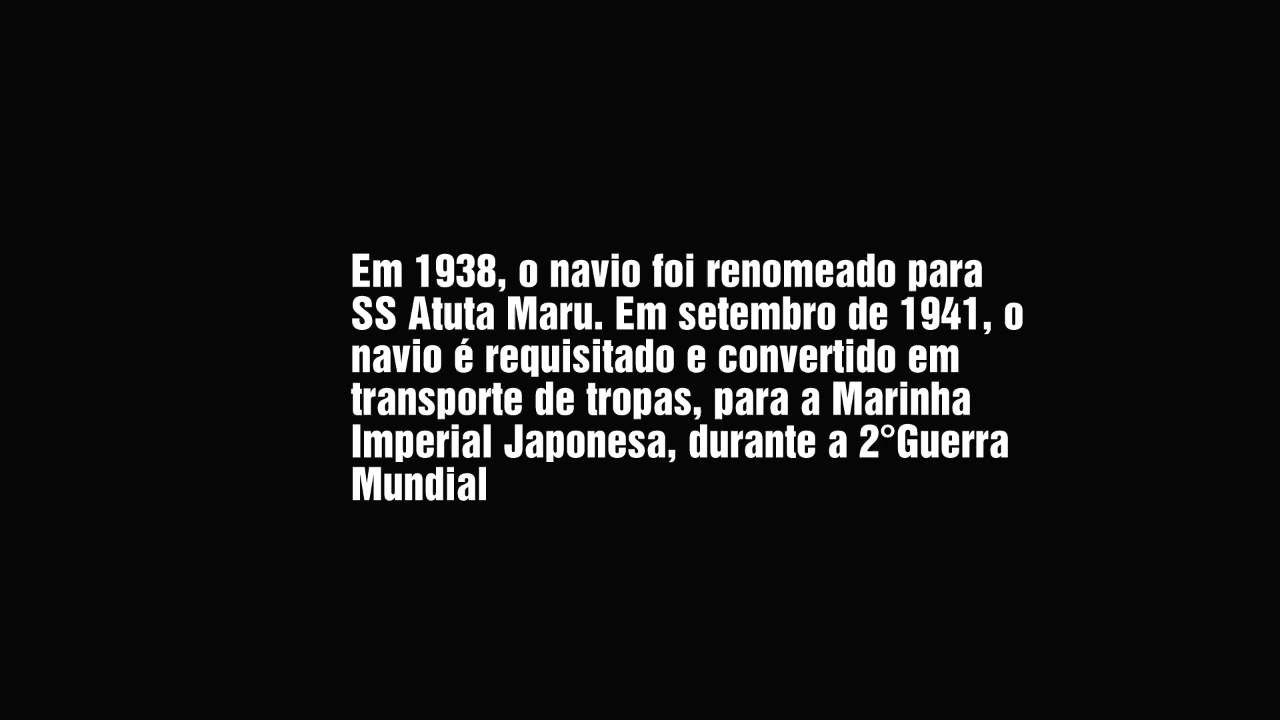 Em 1938, o navio foi renomeado para
SS Atuta Maru. Em setembro de 1941, o
navio é requisitado e convertido em
transporte de tropas, para a Marinha
Imperial Japonesa, durante a 2°Guerra
Mundial